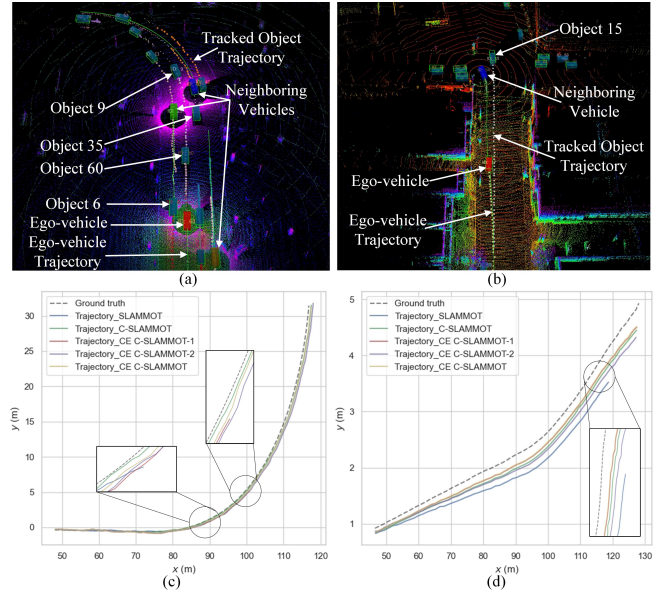 Tracked Object
Trajectory
Object 9
Neighboring
Vehicles
Object 35
Object 60
Object 6
Ego-vehicle
Ego-vehicle
Trajectory
(a)
Object 15
Neighboring
Vehicle
Tracked Object
Trajectory
Ego-vehicle
Ego-vehicle
Trajectory
(b)
Ground truth
Trajectory_SLAMMOT
Trajectory_C-SLAMMOT
Trajectory_CE C-SLAMMOT-1
Trajectory_CE C-SLAMMOT-2
Trajectory_CE C-SLAMMOT
y (m)
30
25
20
15
10
5
0
50 60 70 80 90 100 110 120
x (m)
(c)
Ground truth
Trajectory_SLAMMOT
Trajectory_C-SLAMMOT
Trajectory_CE C-SLAMMOT-1
Trajectory_CE C-SLAMMOT-2
Trajectory_CE C-SLAMMOT
y (m)
5
4
3
2
1
50 60 70 80 90 100 110 120 130
x (m)
(d)